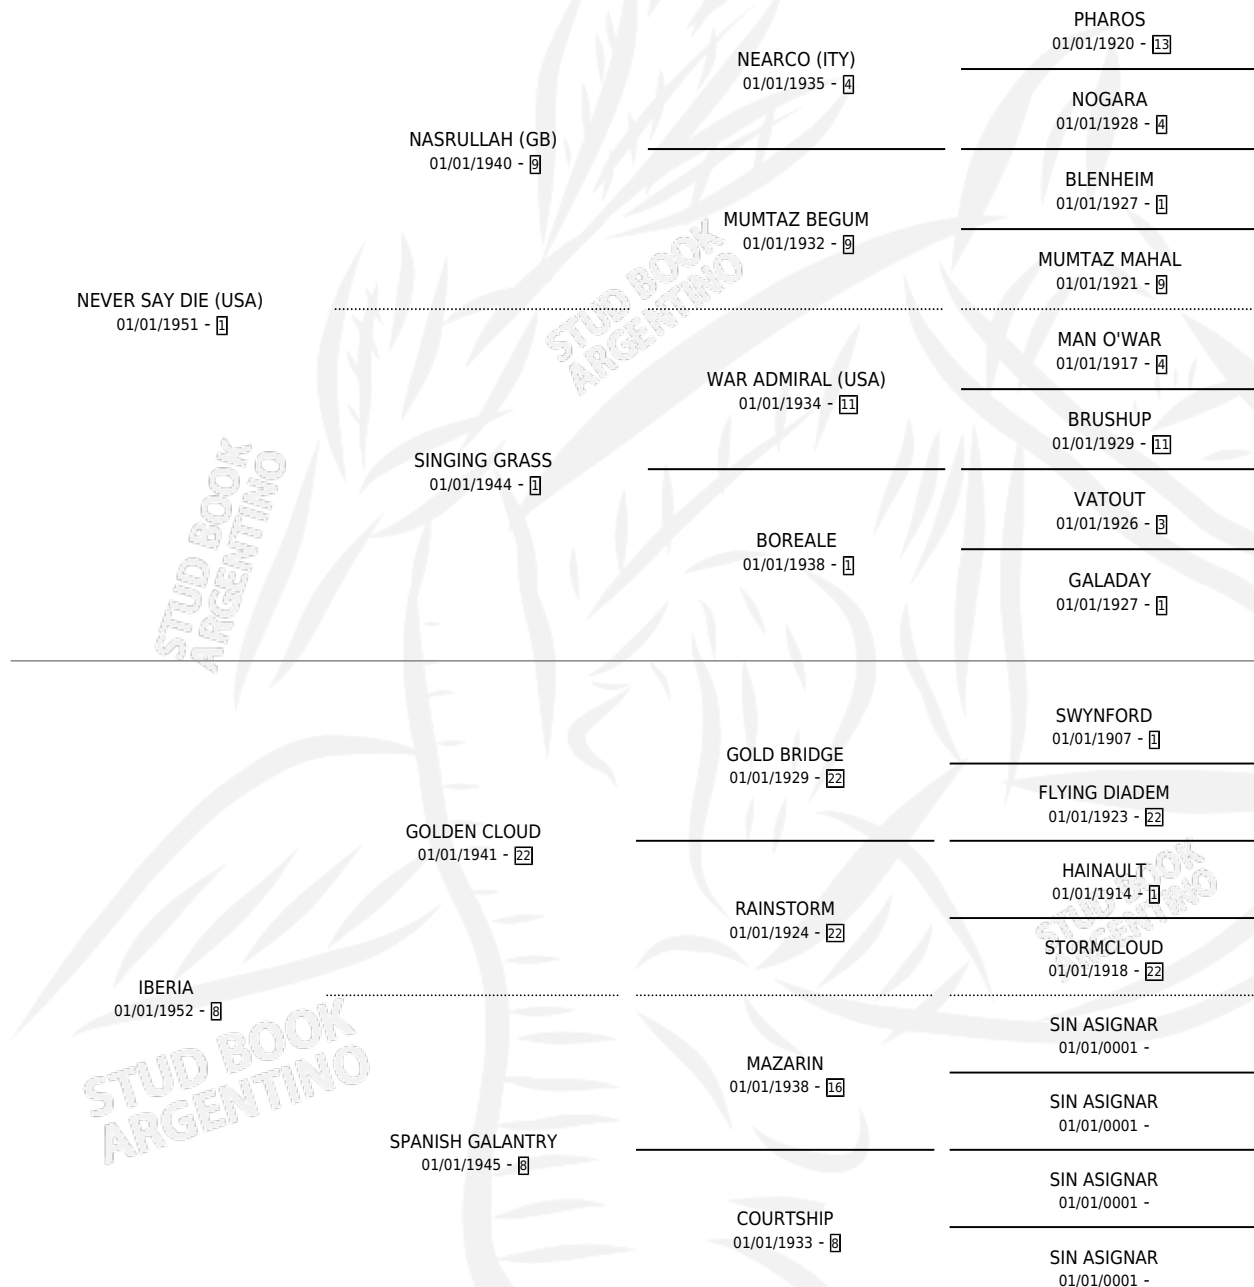 PHAROS
01/01/1920 - 13
NEARCO (ITY)
01/01/1935 - 4
NOGARA
01/01/1928 - 4
NASRULLAH (GB)
01/01/1940 - 9
BLENHEIM
01/01/1927 - 1
MUMTAZ BEGUM
01/01/1932 - 9
MUMTAZ MAHAL
01/01/1921 - 9
NEVER SAY DIE (USA)
01/01/1951 - 1
STUD BOOK
ARGENTINO
MAN O'WAR
01/01/1917 - 4
WAR ADMIRAL (USA)
01/01/1934 - 11
BRUSHUP
01/01/1929 - 11
SINGING GRASS
01/01/1944 - 1
VATOUT
01/01/1926 - 3
BOREALE
01/01/1938 - 1
GALADAY
01/01/1927 - 1
STUD BOOK
ARGENTINO
SWYNFORD
01/01/1907 - 1
GOLD BRIDGE
01/01/1929 - 22
FLYING DIADEM
01/01/1923 - 22
GOLDEN CLOUD
01/01/1941 - 22
HAINAULT
01/01/1914 - 1
RAINSTORM
01/01/1924 - 22
STORMCLOUD
01/01/1918 - 22
STUD BOOK
ARGENTINO
IBERIA
01/01/1952 - 8
STUD BOOK
ARGENTINO
SIN ASIGNAR
01/01/0001 -
MAZARIN
01/01/1938 - 16
SIN ASIGNAR
01/01/0001 -
SPANISH GALANTRY
01/01/1945 - 8
SIN ASIGNAR
01/01/0001 -
COURTSHIP
01/01/1933 - 8
SIN ASIGNAR
01/01/0001 -